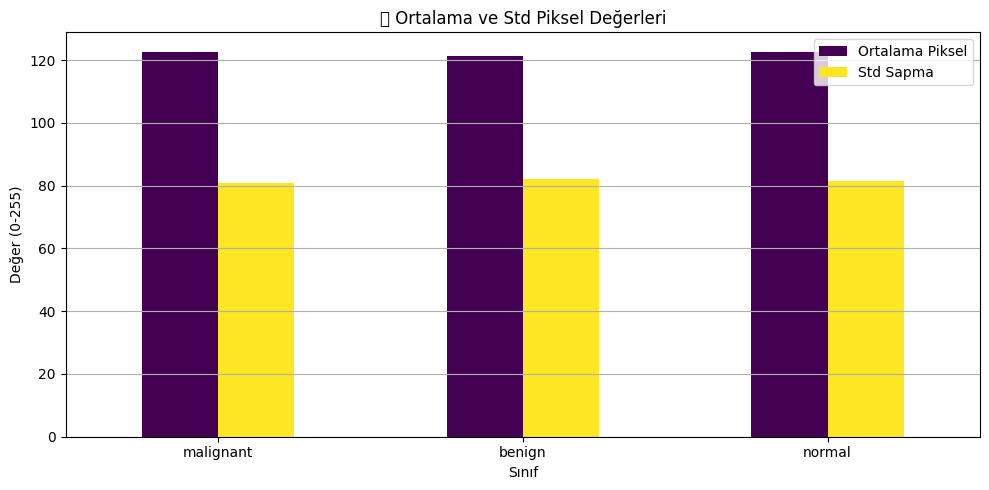 ▯ Ortalama ve Std Piksel Değerleri
Ortalama Piksel
Std Sapma
Değer (0-255)
120
100
80
60
40
20
0
malignant
benign
normal
Sınıf